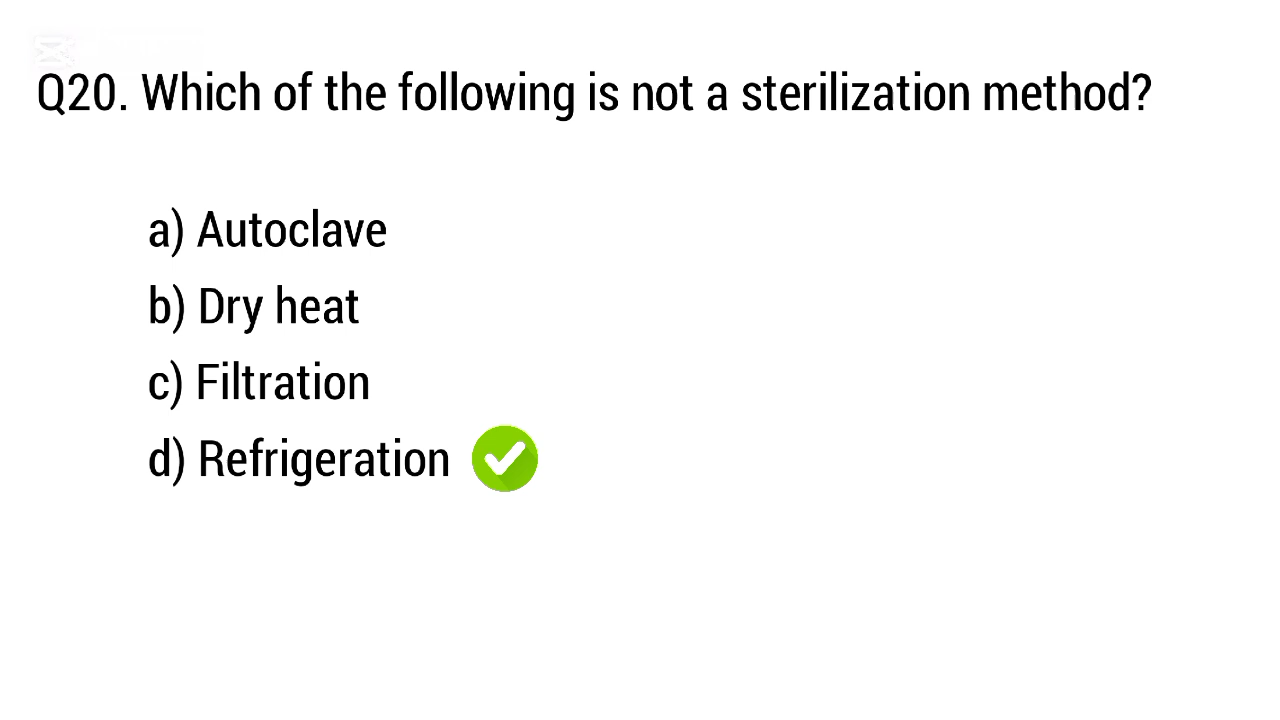 Q20. Which of the following is not a sterilization method?
a) Autoclave
b) Dry heat
c) Filtration
d) Refrigeration